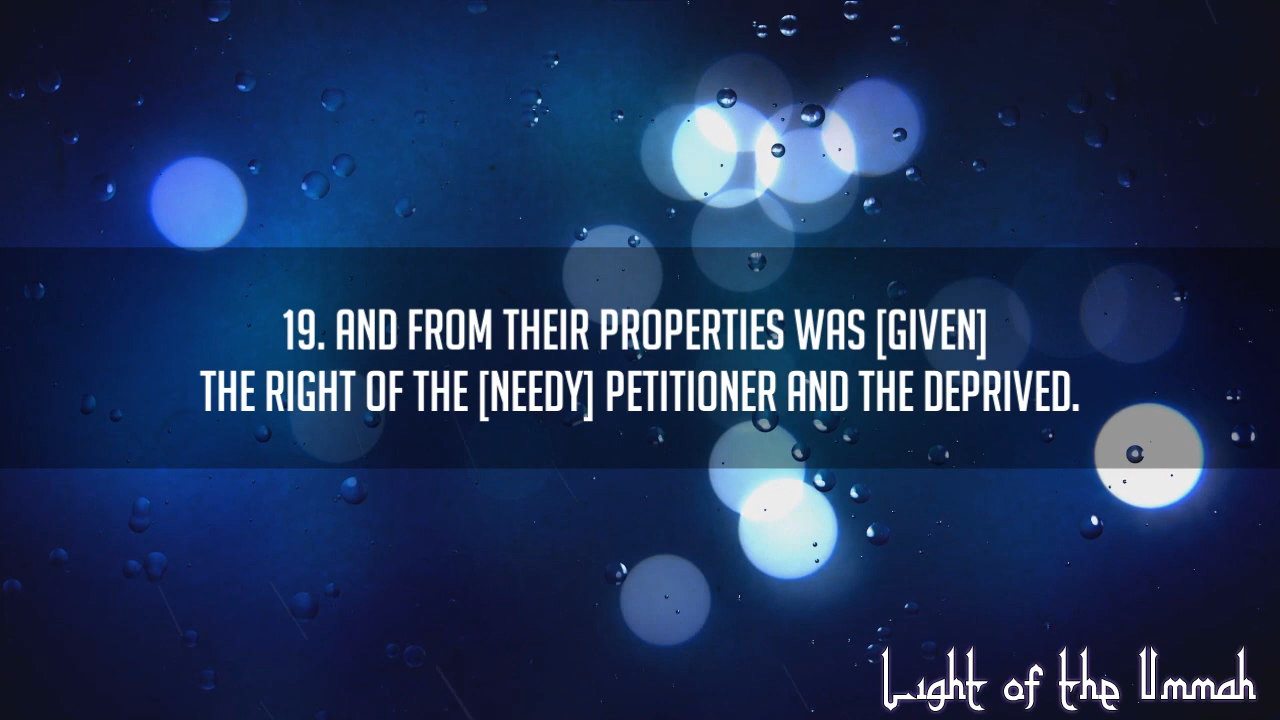 19. AND FROM THEIR PROPERTIES WAS [GIVEN]
THE RIGHT OF THE [NEEDY] PETITIONER AND THE DEPRIVED.
Light of the Ummah